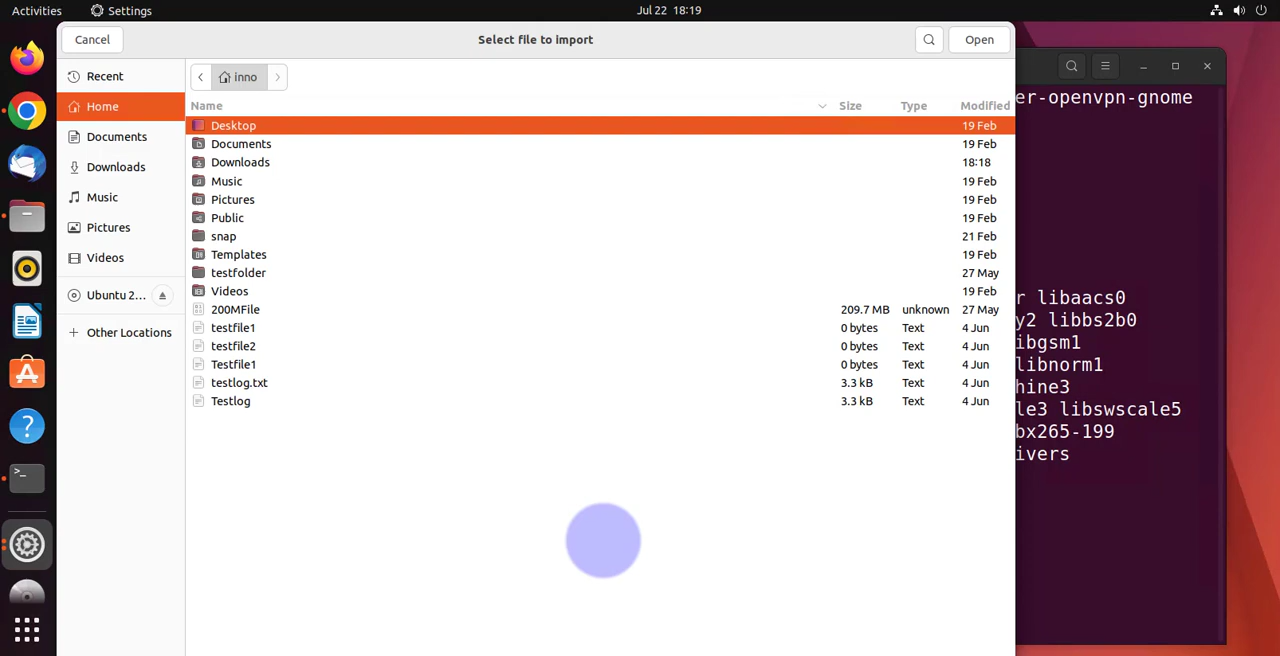 Activities Settings Jul 22 18:19
Cancel Select file to import Open
Recent
Home
Documents
Downloads
Music
Pictures
Videos
Ubuntu 2...
Other Locations
inno
Name Size Type Modified
Desktop 19 Feb
Documents 19 Feb
Downloads 18:18
Music 19 Feb
Pictures 19 Feb
Public 19 Feb
snap 21 Feb
Templates 19 Feb
testfolder 27 May
Videos 19 Feb
200MFile 209.7 MB unknown 27 May
testfile1 0 bytes Text 4 Jun
testfile2 0 bytes Text 4 Jun
Testfile1 0 bytes Text 4 Jun
testlog.txt 3.3 kB Text 4 Jun
Testlog 3.3 kB Text 4 Jun
er-openvpn-gnome
r libaacs0
y2 libbs2b0
ibgsm1
libnorm1
hine3
le3 libswscale5
bx265-199
ivers